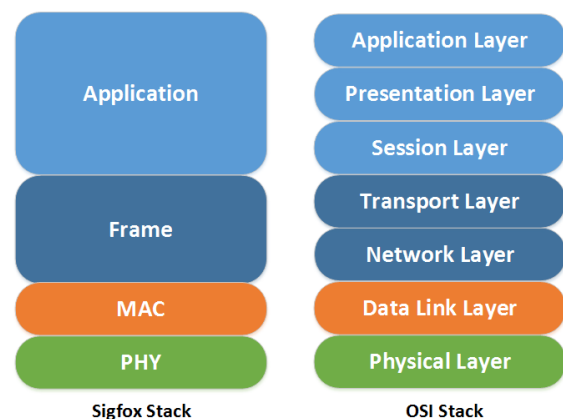 Application
Frame
MAC
PHY
Sigfox Stack
Application Layer
Presentation Layer
Session Layer
Transport Layer
Network Layer
Data Link Layer
Physical Layer
OSI Stack